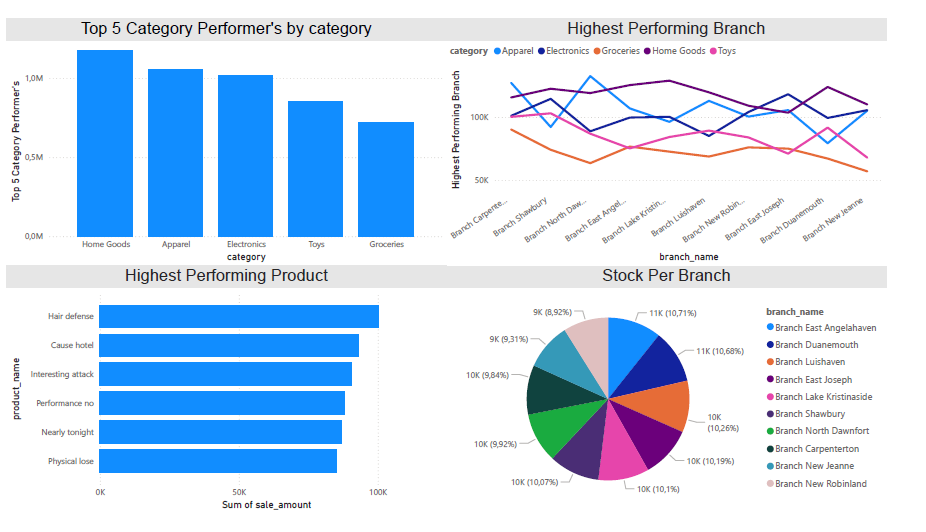 Top 5 Category Performer's by category
Top 5 Category Performer's
1,0M
0,5M
0,0M
Home Goods
Apparel
Electronics
Toys
Groceries
category
Highest Performing Branch
category Apparel Electronics Groceries Home Goods Toys
Highest Performing Branch
100K
50K
Branch Carpente...
Branch Shawbury
Branch North Daw...
Branch East Angel...
Branch Lake Kristin...
Branch Luishaven
Branch New Robin...
Branch East Joseph
Branch Duanemouth
Branch New Jeanne
branch_name
Highest Performing Product
product_name
Hair defense
Cause hotel
Interesting attack
Performance no
Nearly tonight
Physical lose
0K
50K
100K
Sum of sale_amount
Stock Per Branch
11K (10,71%)
11K (10,68%)
10K
(10,26%)
10K (10,19%)
10K (10,1%)
10K (10,07%)
10K (9,92%)
10K (9,84%)
9K (9,31%)
9K (8,92%)
branch_name
Branch East Angelahaven
Branch Duanemouth
Branch Luishaven
Branch East Joseph
Branch Lake Kristinaside
Branch Shawbury
Branch North Dawnfort
Branch Carpenterton
Branch New Jeanne
Branch New Robinland